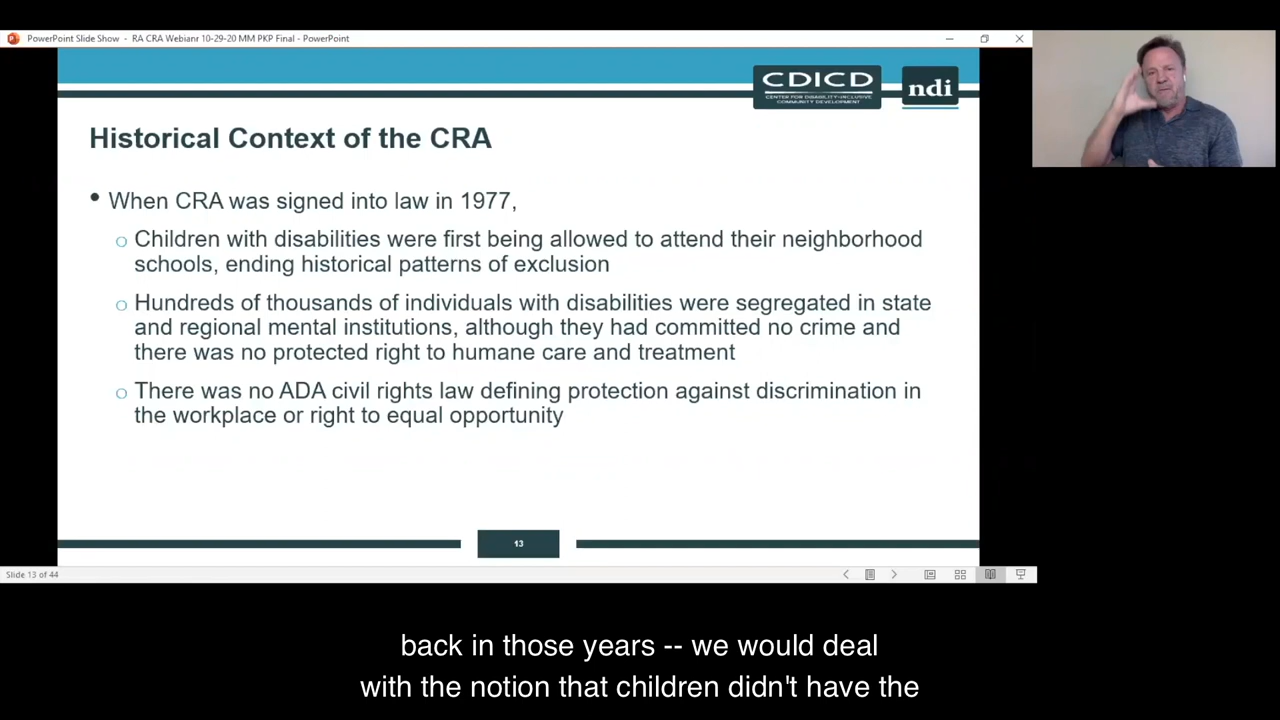 PowerPoint Slide Show - RA CRA Webianr 10-29-20 MM PKP Final - PowerPoint
CDICD
CENTER FOR DISABILITY-INCLUSIVE
COMMUNITY DEVELOPMENT
ndi
Historical Context of the CRA
• When CRA was signed into law in 1977,
o Children with disabilities were first being allowed to attend their neighborhood
schools, ending historical patterns of exclusion
o Hundreds of thousands of individuals with disabilities were segregated in state
and regional mental institutions, although they had committed no crime and
there was no protected right to humane care and treatment
o There was no ADA civil rights law defining protection against discrimination in
the workplace or right to equal opportunity
13
Slide 13 of 44
back in those years -- we would deal
with the notion that children didn't have the